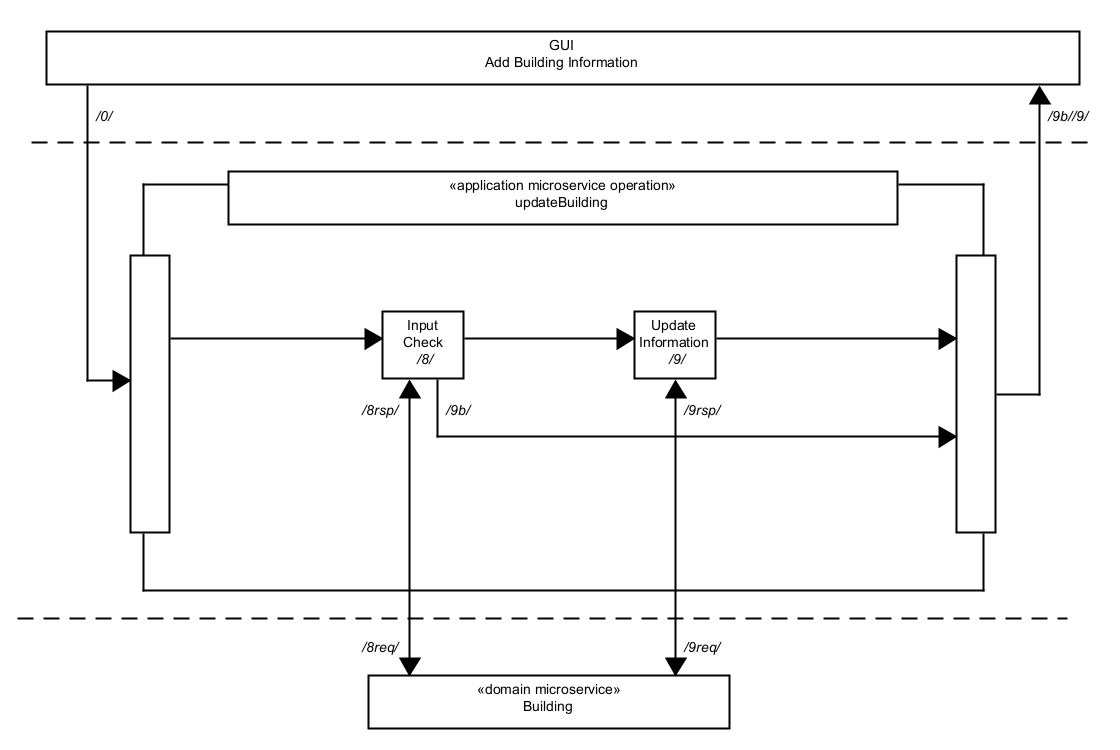 GUI
Add Building Information
/0/
/9b//9/
«application microservice operation»
updateBuilding
Input
Check
/8/
Update
Information
/9/
/8rsp/
/9b/
/9rsp/
/8req/
/9req/
«domain microservice»
Building